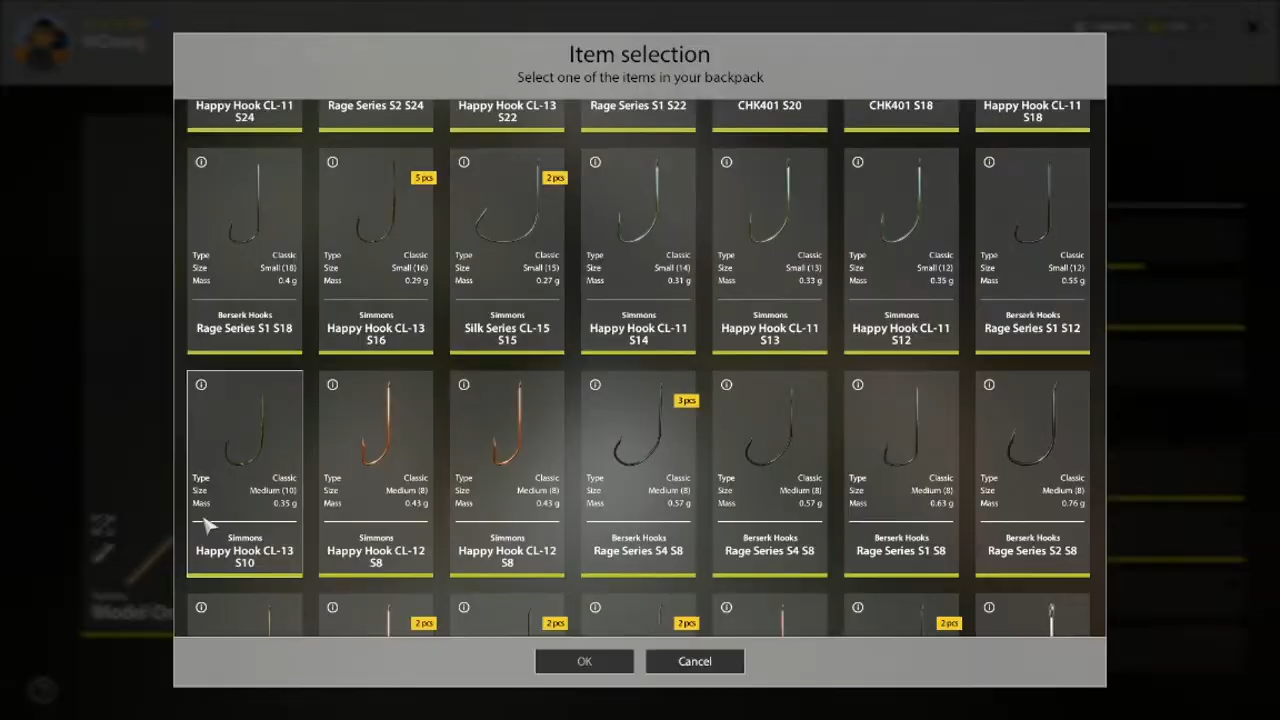 Item selection
Select one of the items in your backpack
Happy Hook CL-11 S24
Rage Series S2 S24
Happy Hook CL-13 S22
Rage Series S1 S22
CHK401 S20
CHK401 S18
Happy Hook CL-11 S18
Type Classic
Size Small (18)
Mass 0.4 g
Berserk Hooks
Rage Series S1 S18
5 pcs
Type Classic
Size Small (16)
Mass 0.29 g
Simmons
Happy Hook CL-13
S16
2 pcs
Type Classic
Size Small (15)
Mass 0.27 g
Simmons
Silk Series CL-15
S15
Type Classic
Size Small (14)
Mass 0.31 g
Simmons
Happy Hook CL-11
S14
Type Classic
Size Small (13)
Mass 0.33 g
Simmons
Happy Hook CL-11
S13
Type Classic
Size Small (12)
Mass 0.35 g
Simmons
Happy Hook CL-11
S12
Type Classic
Size Small (12)
Mass 0.55 g
Berserk Hooks
Rage Series S1 S12
Type Classic
Size Medium (10)
Mass 0.35 g
Simmons
Happy Hook CL-13
S10
Type Classic
Size Medium (8)
Mass 0.43 g
Simmons
Happy Hook CL-12
S8
Type Classic
Size Medium (8)
Mass 0.43 g
Simmons
Happy Hook CL-12
S8
3 pcs
Type Classic
Size Medium (8)
Mass 0.57 g
Berserk Hooks
Rage Series S4 S8
Type Classic
Size Medium (8)
Mass 0.57 g
Berserk Hooks
Rage Series S4 S8
Type Classic
Size Medium (8)
Mass 0.63 g
Berserk Hooks
Rage Series S1 S8
Type Classic
Size Medium (8)
Mass 0.76 g
Berserk Hooks
Rage Series S2 S8
2 pcs
2 pcs
2 pcs
2 pcs
OK
Cancel